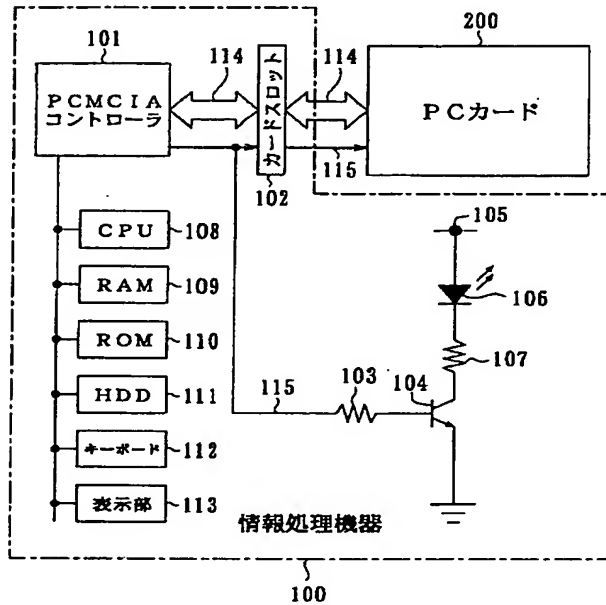 101
PCMCIA
コントローラ
114
カードスロット
102
114
200
PCカード
115
105
106
107
CPU 108
RAM 109
ROM 110
HDD 111
キーボード 112
表示部 113
115
103
104
情報処理機器
100